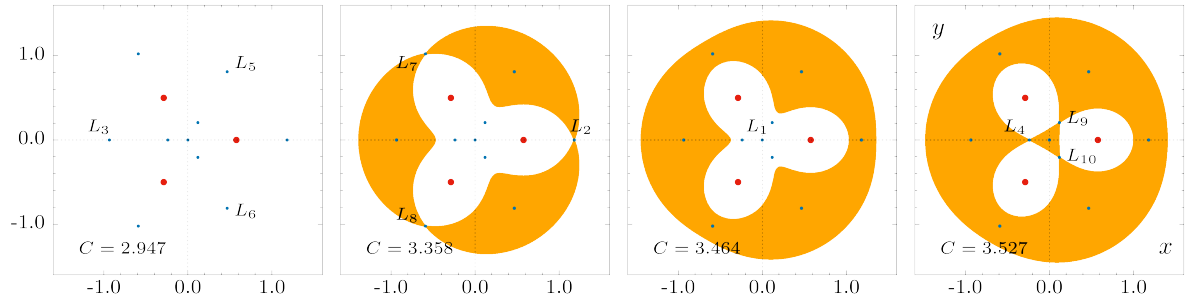 1.0
0.0
-1.0
L₅
L₃
L₆
C = 2.947
-1.0 0.0 1.0
L₇
L₂
L₈
C = 3.358
-1.0 0.0 1.0
L₁
C = 3.464
-1.0 0.0 1.0
y
L₉
L₄
L₁₀
C = 3.527
x
-1.0 0.0 1.0